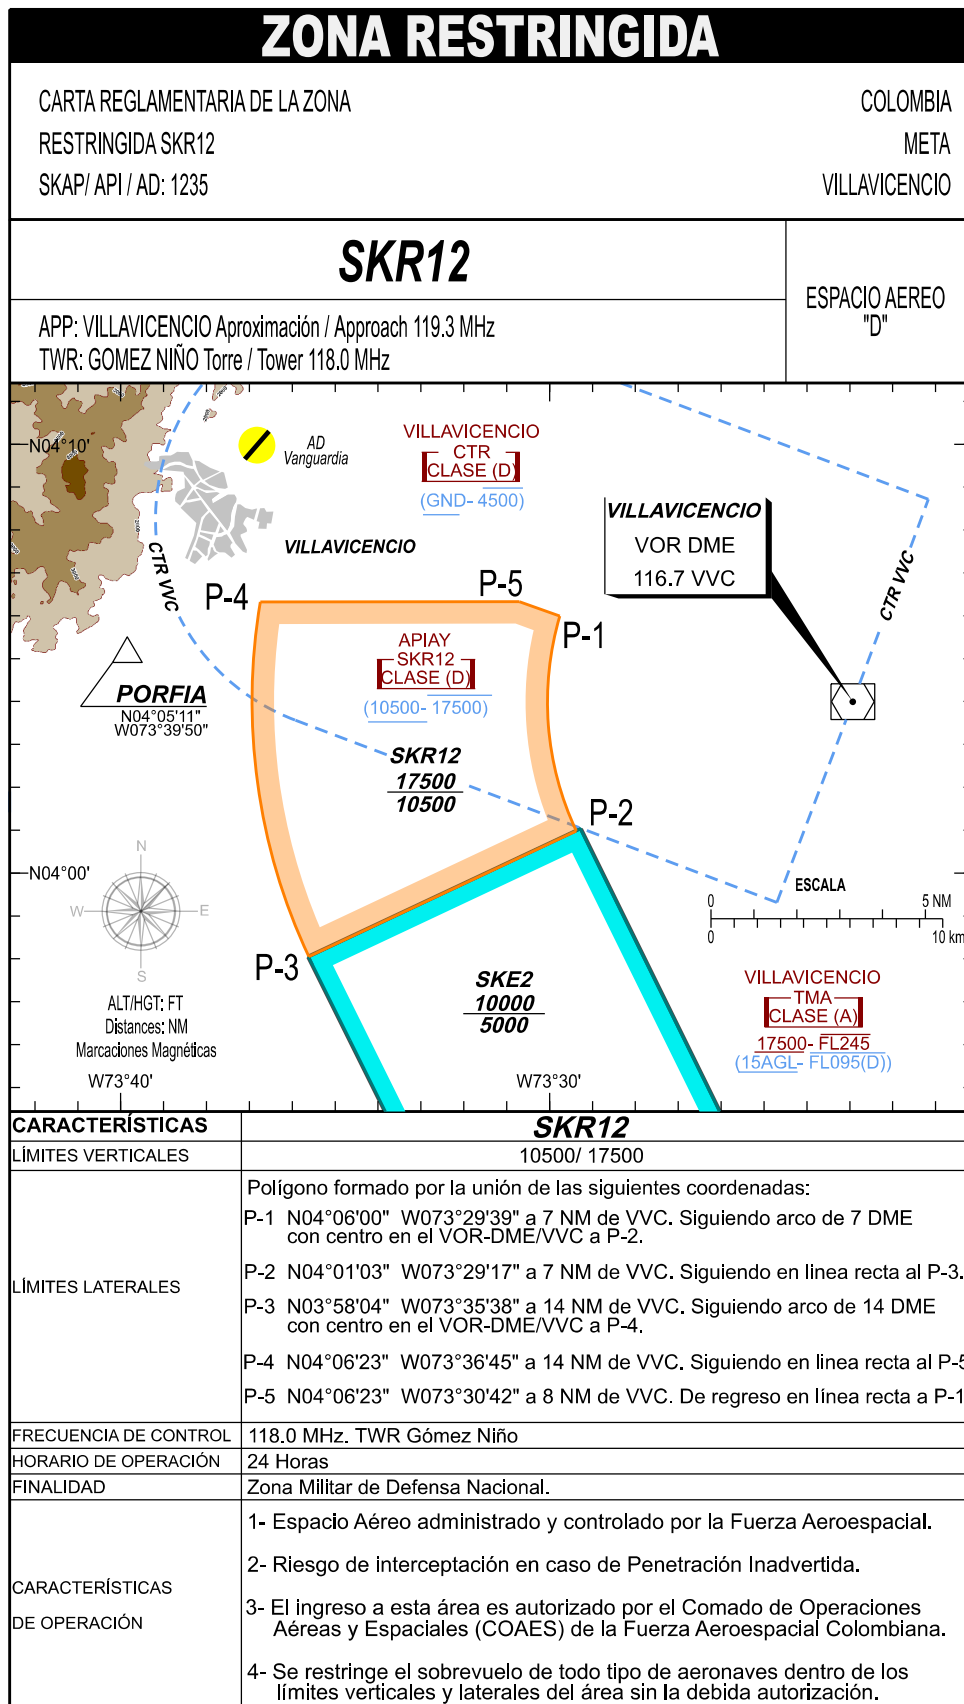 ZONA RESTRINGIDA
CARTA REGLAMENTARIA DE LA ZONA
RESTRINGIDA SKR12
SKAP/ API / AD: 1235
COLOMBIA
META
VILLAVICENCIO
SKR12
APP: VILLAVICENCIO Aproximación / Approach 119.3 MHz
TWR: GOMEZ NIÑO Torre / Tower 118.0 MHz
ESPACIO AEREO
"D"
N04°10'
AD
Vanguardia
VILLAVICENCIO
CTR
CLASE (D)
(GND- 4500)
VILLAVICENCIO
VOR DME
116.7 VVC
VILLAVICENCIO
CTR VVC
CTR VVC
P-4
P-5
P-1
APIAY
SKR12
CLASE (D)
(10500- 17500)
PORFIA
N04°05'11"
W073°39'50"
SKR12
17500
10500
P-2
N04°00'
N
W
E
S
ESCALA
0
5 NM
0
10 km
P-3
SKE2
10000
5000
VILLAVICENCIO
TMA
CLASE (A)
17500- FL245
(15AGL- FL095(D))
ALT/HGT: FT
Distances: NM
Marcaciones Magnéticas
W73°40'
W73°30'
CARACTERÍSTICAS
SKR12
LÍMITES VERTICALES
10500/ 17500
LÍMITES LATERALES
Polígono formado por la unión de las siguientes coordenadas:
P-1 N04°06'00" W073°29'39" a 7 NM de VVC. Siguiendo arco de 7 DME
con centro en el VOR-DME/VVC a P-2.
P-2 N04°01'03" W073°29'17" a 7 NM de VVC. Siguiendo en linea recta al P-3.
P-3 N03°58'04" W073°35'38" a 14 NM de VVC. Siguiendo arco de 14 DME
con centro en el VOR-DME/VVC a P-4.
P-4 N04°06'23" W073°36'45" a 14 NM de VVC. Siguiendo en linea recta al P-5
P-5 N04°06'23" W073°30'42" a 8 NM de VVC. De regreso en línea recta a P-1
FRECUENCIA DE CONTROL
118.0 MHz. TWR Gómez Niño
HORARIO DE OPERACIÓN
24 Horas
FINALIDAD
Zona Militar de Defensa Nacional.
CARACTERÍSTICAS
DE OPERACIÓN
1- Espacio Aéreo administrado y controlado por la Fuerza Aeroespacial.
2- Riesgo de interceptación en caso de Penetración Inadvertida.
3- El ingreso a esta área es autorizado por el Comado de Operaciones
Aéreas y Espaciales (COAES) de la Fuerza Aeroespacial Colombiana.
4- Se restringe el sobrevuelo de todo tipo de aeronaves dentro de los
límites verticales y laterales del área sin la debida autorización.